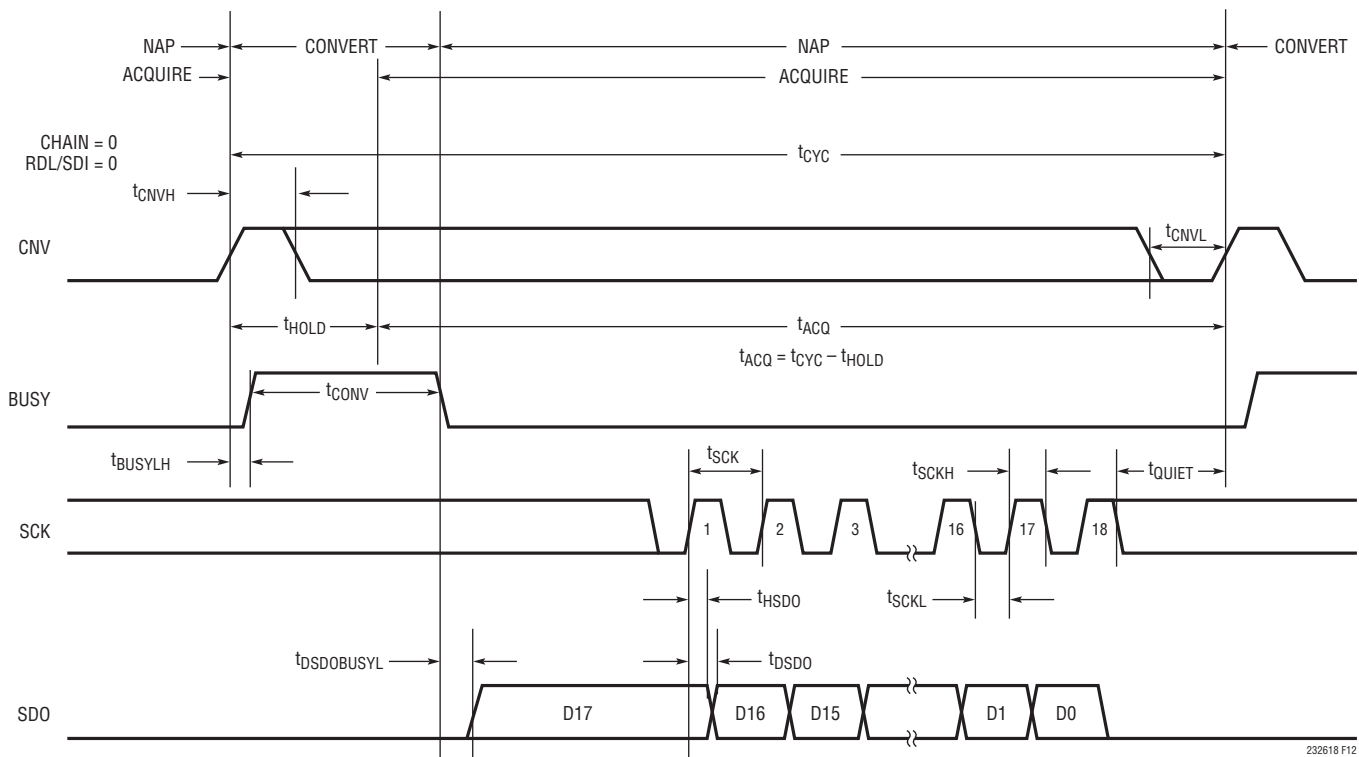 NAP CONVERT NAP CONVERT
ACQUIRE ACQUIRE
CHAIN = 0
RDL/SDI = 0
tCYC
tCNVH
CNV
tCNVL
tHOLD tACQ
tACQ = tCYC – tHOLD
BUSY
tCONV
tBUSYLH
tSCK tSCKH tQUIET
SCK
1 2 3 16 17 18
tHSDO tSCKL
tDSDOBUSYL tDSDO
SDO
D17 D16 D15 D1 D0
232618 F12